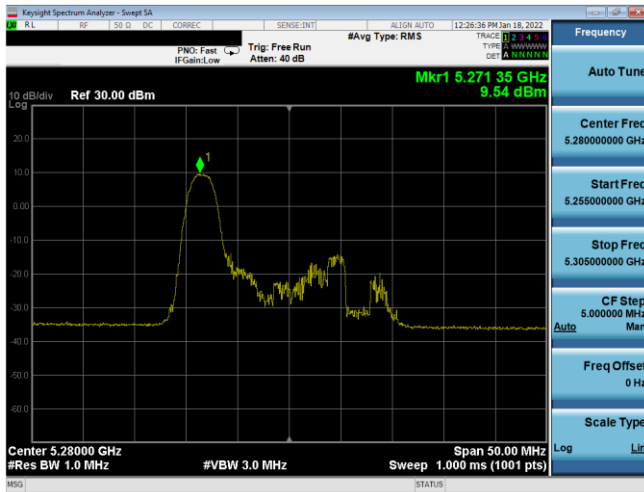 Keysight Spectrum Analyzer - Swept SA
RL RF 50 Ω DC CORREC SENSE:INT ALIGN AUTO 12:26:36 PM Jan 18, 2022
#Avg Type: RMS
TRACE 1 2 3 4 5 6
PNO: Fast Trig: Free Run TYPE A WWWWW
IFGain:Low Atten: 40 dB DET A N N N N N
Mkr1 5.271 35 GHz
9.54 dBm
10 dB/div Ref 30.00 dBm
Log
20.0
10.0
0.00
-10.0
-20.0
-30.0
-40.0
-50.0
-60.0
1
Center 5.28000 GHz Span 50.00 MHz
#Res BW 1.0 MHz #VBW 3.0 MHz Sweep 1.000 ms (1001 pts)
MSG STATUS
Frequency
Auto Tune
Center Freq
5.280000000 GHz
Start Freq
5.255000000 GHz
Stop Freq
5.305000000 GHz
CF Step
5.000000 MHz
Auto Man
Freq Offset
0 Hz
Scale Type
Log Lin